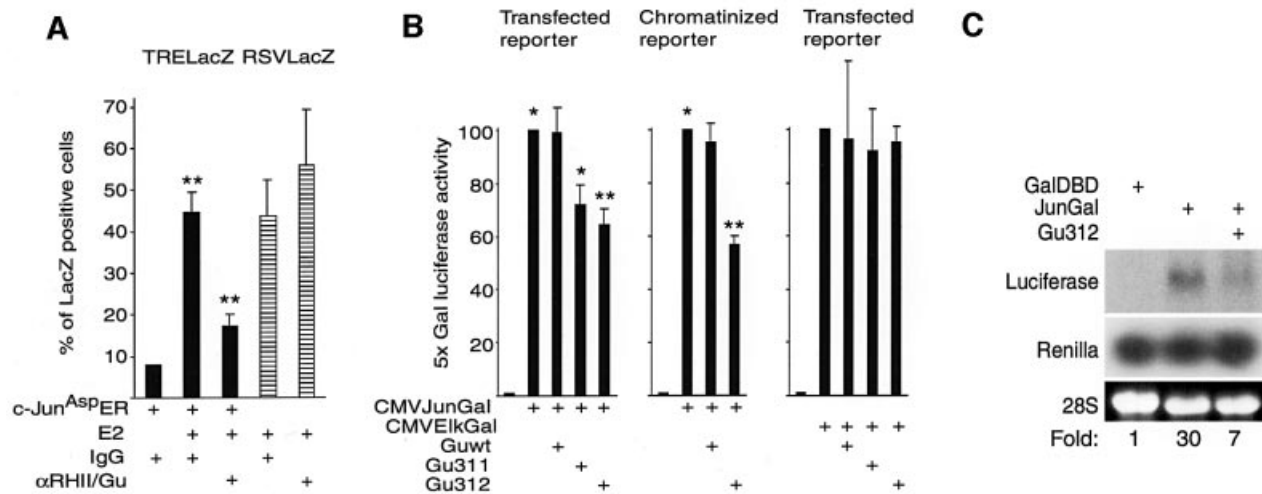 A
TRELacZ RSVLacZ
% of LacZ positive cells
70
60
50
40
30
20
10
** **
c-Jun^Asp ER + + +
E2 + + + +
IgG + + +
αRHII/Gu + +
B
Transfected reporter
Chromatinized reporter
Transfected reporter
5x Gal luciferase activity
100
80
60
40
20
* * **
* **
CMVJunGal + + + + + + +
CMVElkGal + + + +
Guwt + + +
Gu311 + +
Gu312 + + +
C
GalDBD +
JunGal + +
Gu312 +
Luciferase
Renilla
28S
Fold: 1 30 7